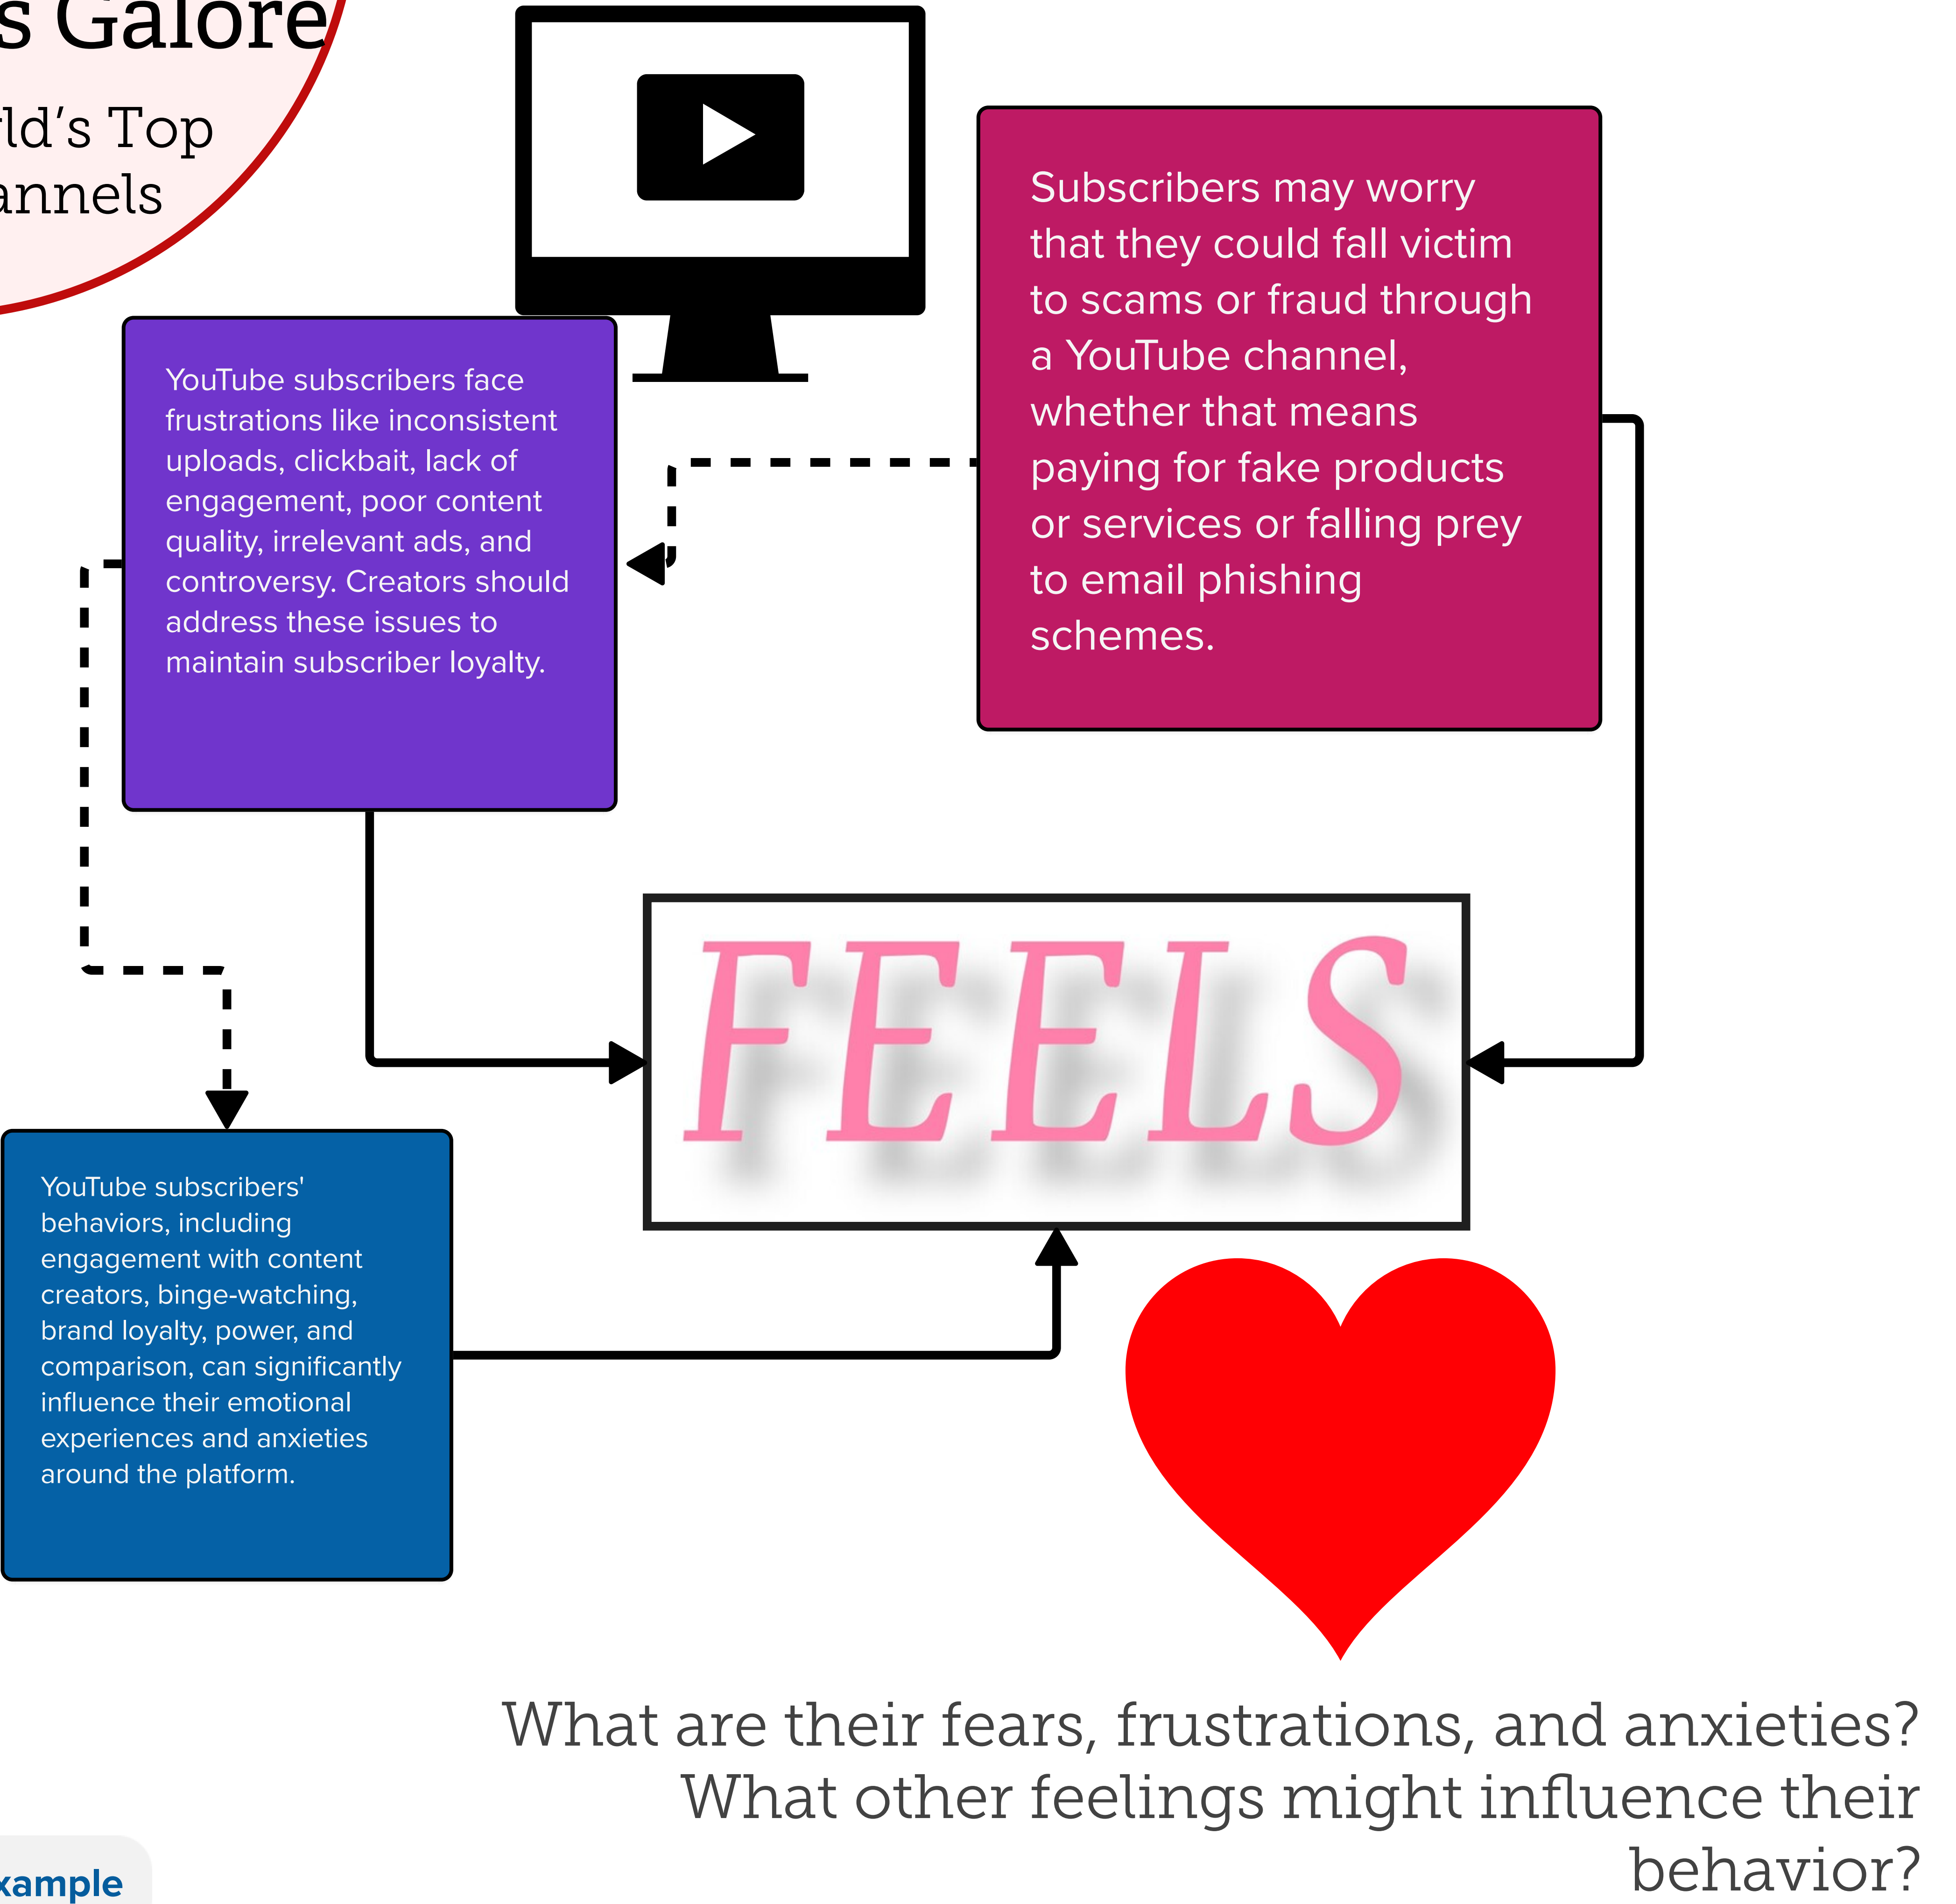 s Galore
ld's Top
annels
Subscribers may worry
that they could fall victim
to scams or fraud through
a YouTube channel,
whether that means
paying for fake products
or services or falling prey
to email phishing
schemes.
YouTube subscribers face
frustrations like inconsistent
uploads, clickbait, lack of
engagement, poor content
quality, irrelevant ads, and
controversy. Creators should
address these issues to
maintain subscriber loyalty.
FEELS
YouTube subscribers'
behaviors, including
engagement with content
creators, binge-watching,
brand loyalty, power, and
comparison, can significantly
influence their emotional
experiences and anxieties
around the platform.
What are their fears, frustrations, and anxieties?
What other feelings might influence their
behavior?
xample